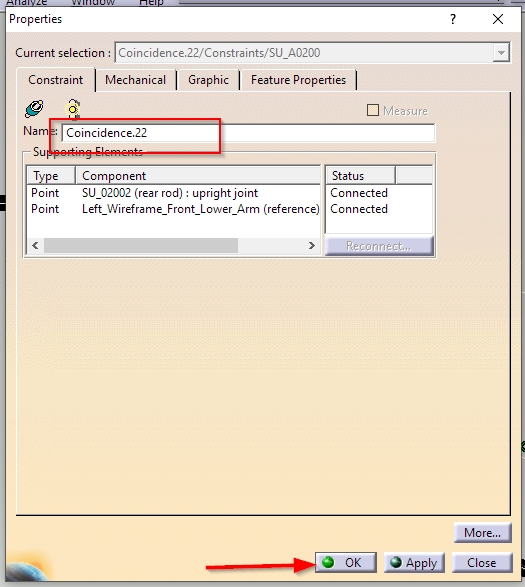 Analyze Window Help
Properties ? ×
Current selection : Coincidence.22/Constraints/SU_A0200
Constraint Mechanical Graphic Feature Properties
Measure
Name: Coincidence.22
Supporting Elements
Type Component Status
Point SU_02002 (rear rod) : upright joint Connected
Point Left_Wireframe_Front_Lower_Arm (reference) Connected
Reconnect...
More...
OK Apply Close